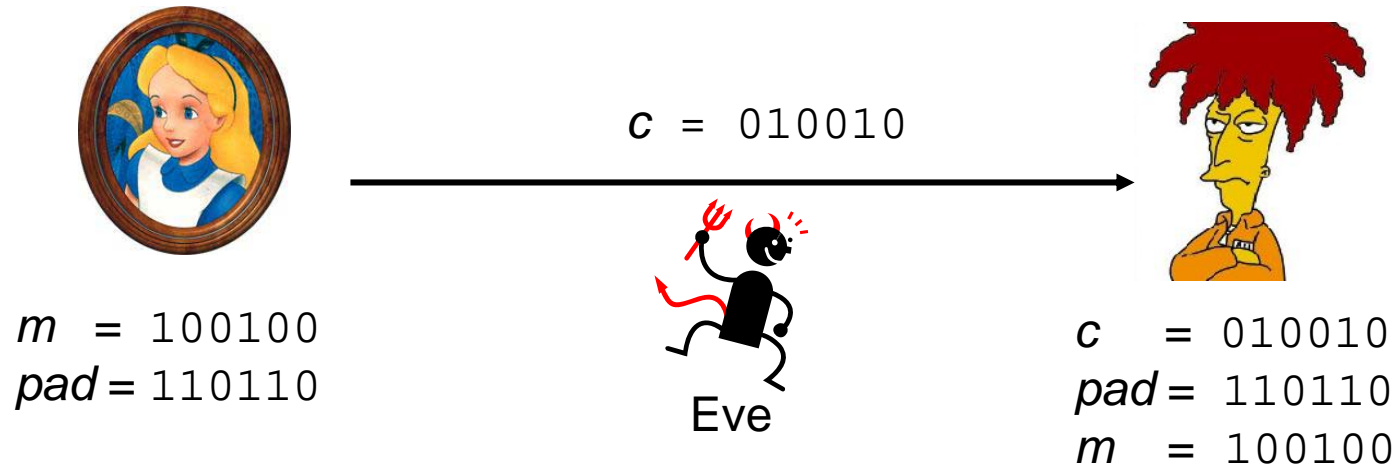 c = 010010
m = 100100
pad = 110110
Eve
c = 010010
pad = 110110
m = 100100